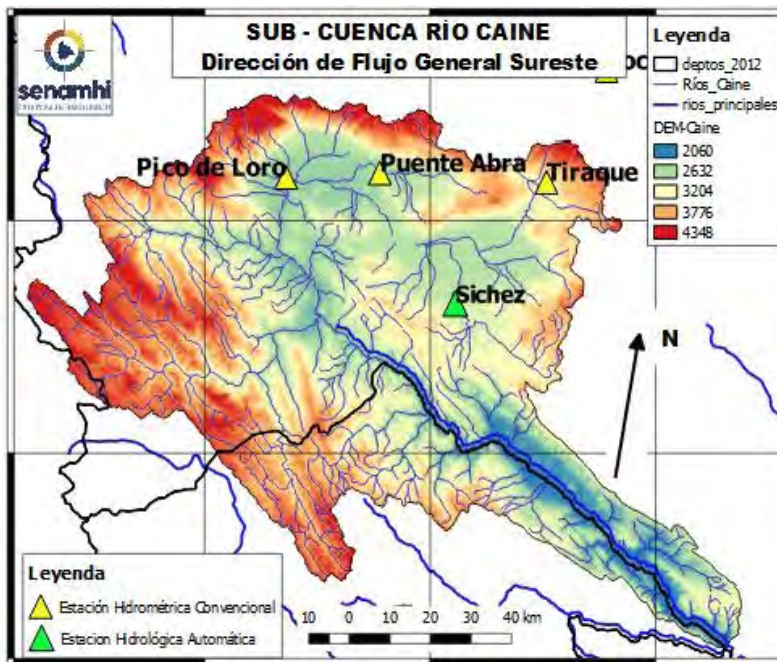 SUB - CUENCA RÍO CAINE
Dirección de Flujo General Sureste
senamhi
Leyenda
deptos_2012
Ríos_Caine
rios_principales
DEM-Caine
2060
2632
3204
3776
4348
Pico de Loro
Puente Abra
Tiraque
Sichez
N
Leyenda
Estación Hidrométrica Convencional
Estacion Hidrológica Automática
10 0 10 20 30 40 km